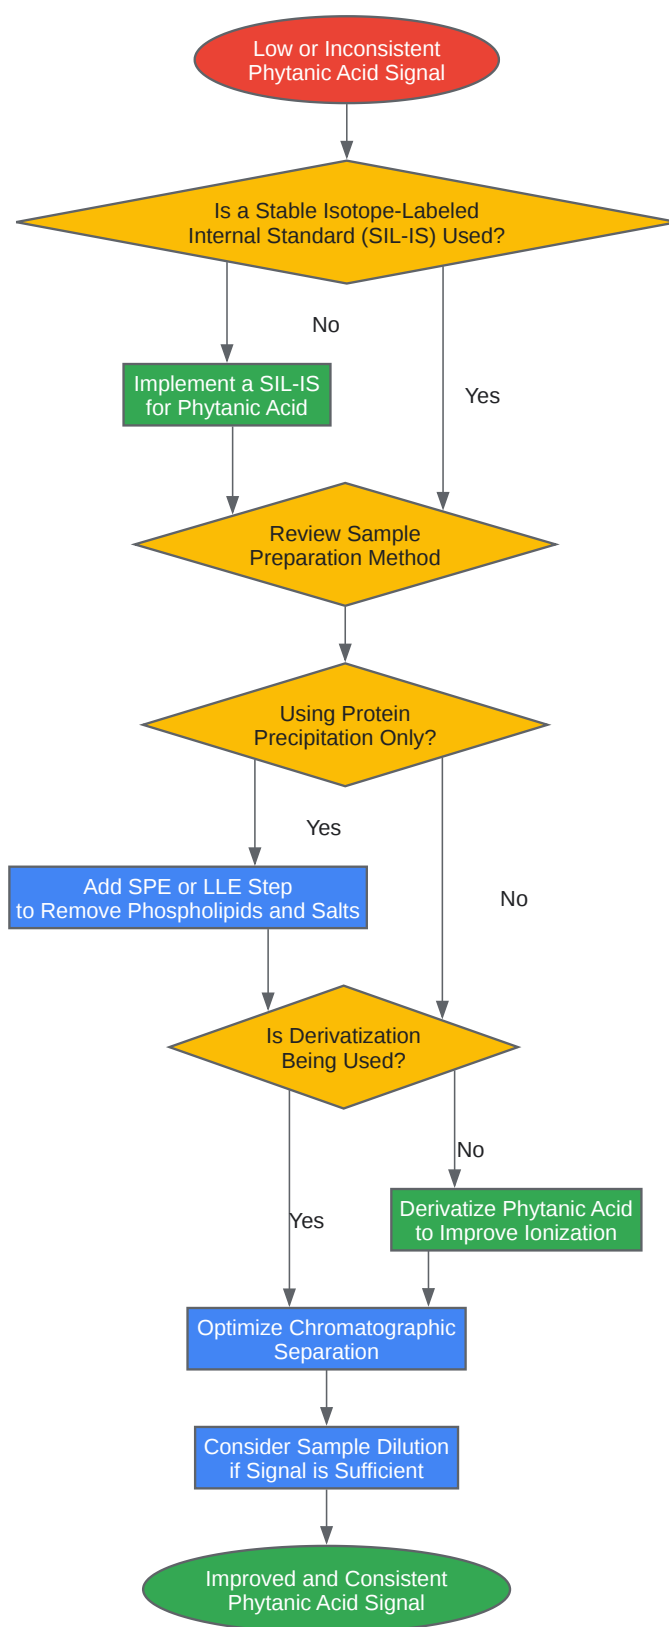 Low or Inconsistent
Phytanic Acid Signal
Is a Stable Isotope-Labeled
Internal Standard (SIL-IS) Used?
No
Implement a SIL-IS
for Phytanic Acid
Yes
Review Sample
Preparation Method
Using Protein
Precipitation Only?
Yes
Add SPE or LLE Step
to Remove Phospholipids and Salts
No
Is Derivatization
Being Used?
No
Derivatize Phytanic Acid
to Improve Ionization
Yes
Optimize Chromatographic
Separation
Consider Sample Dilution
if Signal is Sufficient
Improved and Consistent
Phytanic Acid Signal